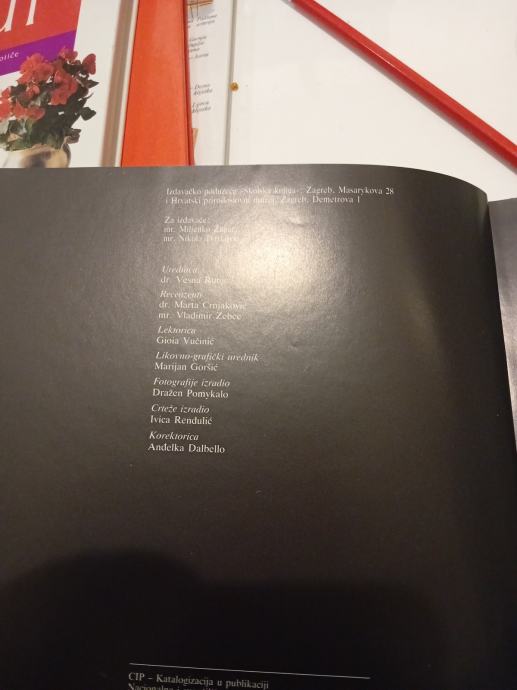 Izdavačko poduzeće »Školska knjiga«, Zagreb, Masarykova 28
i Hrvatski prirodoslovni muzej, Zagreb, Demetrova 1
Za izdavače:
mr. Miljenko Žagar,
mr. Nikola
Urednica
dr. Vesna
Recenzenti
dr. Marta Crnjaković
mr. Vladimir Zebec
Lektorica
Gioia Vučinić
Likovno-grafički urednik
Marijan Goršić
Fotografije izradio
Dražen Pomykalo
Crteže izradio
Ivica Rendulić
Korektorica
Anđelka Dalbello
CIP – Katalogizacija u publikaciji